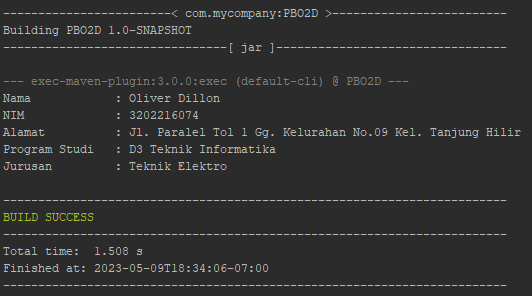 ------------------------< com.mycompany:PBO2D >-------------------------
Building PBO2D 1.0-SNAPSHOT
--------------------------------[ jar ]---------------------------------
--- exec-maven-plugin:3.0.0:exec (default-cli) @ PBO2D ---
Nama            : Oliver Dillon
NIM             : 3202216074
Alamat          : Jl. Paralel Tol 1 Gg. Kelurahan No.09 Kel. Tanjung Hilir
Program Studi   : D3 Teknik Informatika
Jurusan         : Teknik Elektro
------------------------------------------------------------------------
BUILD SUCCESS
------------------------------------------------------------------------
Total time:  1.508 s
Finished at: 2023-05-09T18:34:06-07:00
------------------------------------------------------------------------